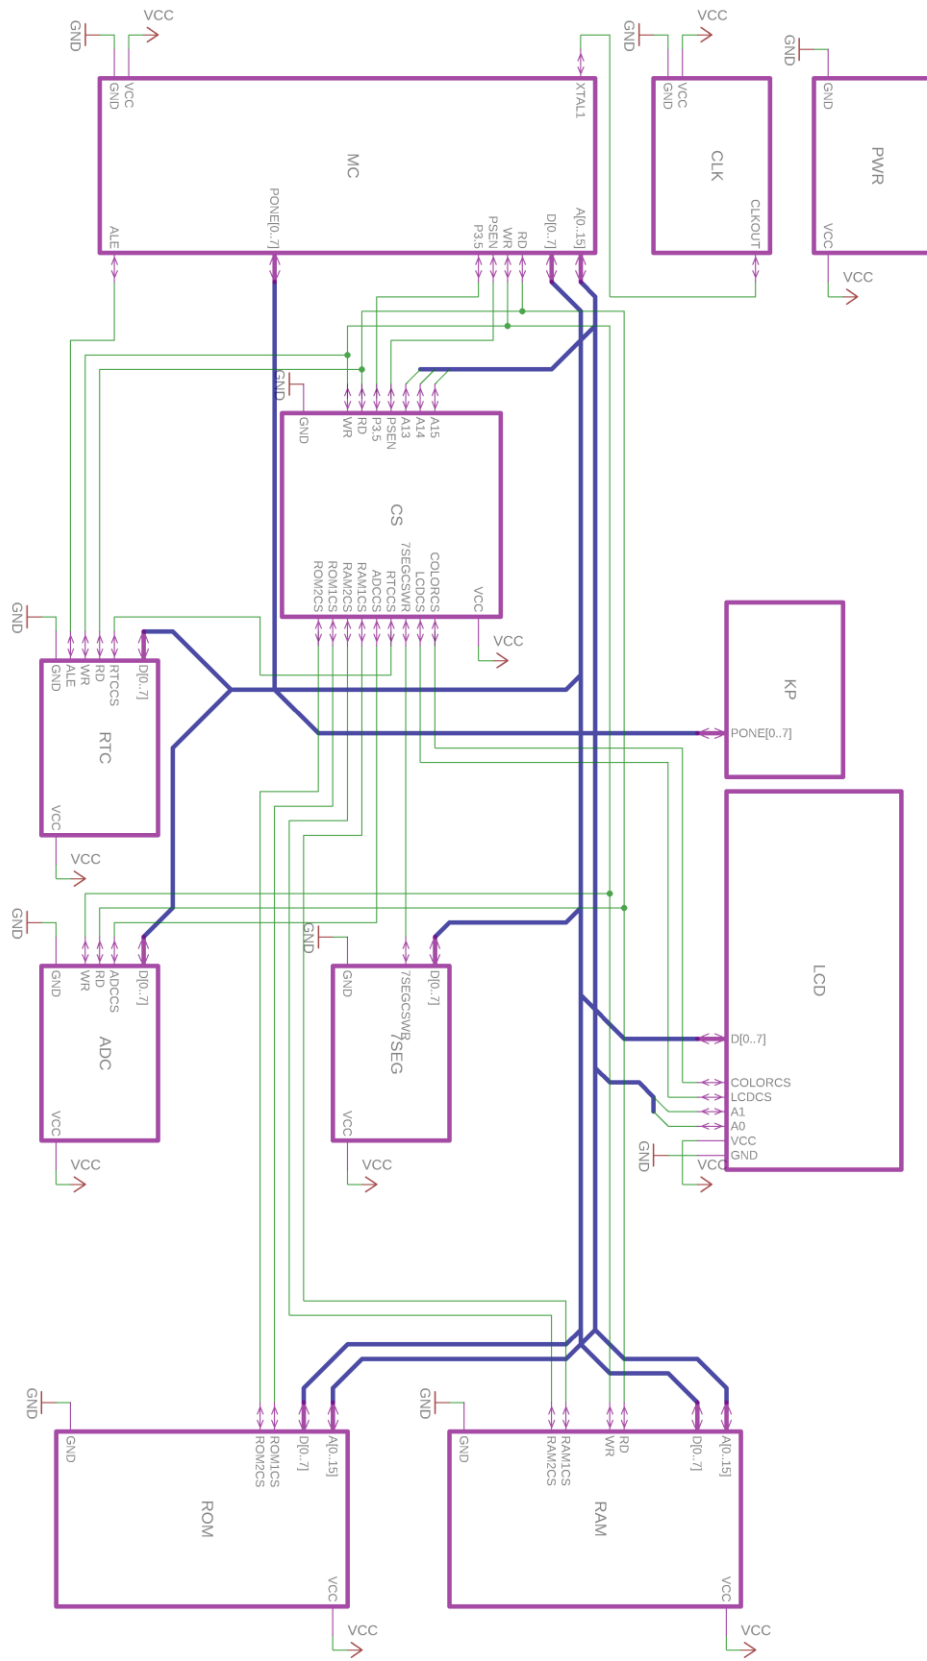 VCC
GND
VCC
GND
GND
GND
VCC
XTAL1
GND
VCC
GND
MC
CLK
PWR
PONE[0..7]
ALE
P3.5
PSEN
WR
RD
D[0..7]
A[0..15]
CLKOUT
VCC
VCC
GND
GND
WR
RD
P3.5
PSEN
A13
A14
A15
CS
ROM2CS
ROM1CS
RAM2CS
RAM1CS
ADCCS
RTCCS
7SEGCSWR
LCDCS
COLORCS
VCC
VCC
GND
GND
ALE
WR
RD
RTCCS
D[0..7]
RTC
VCC
VCC
KP
PONE[0..7]
GND
GND
WR
RD
ADCCS
D[0..7]
ADC
VCC
VCC
GND
GND
7SEGCSWR
D[0..7]
7SEG
VCC
VCC
LCD
D[0..7]
COLORCS
LCDCS
A1
A0
VCC
GND
GND
VCC
GND
GND
ROM2CS
ROM1CS
D[0..7]
A[0..15]
ROM
VCC
VCC
GND
GND
RAM2CS
RAM1CS
WR
RD
D[0..7]
A[0..15]
RAM
VCC
VCC